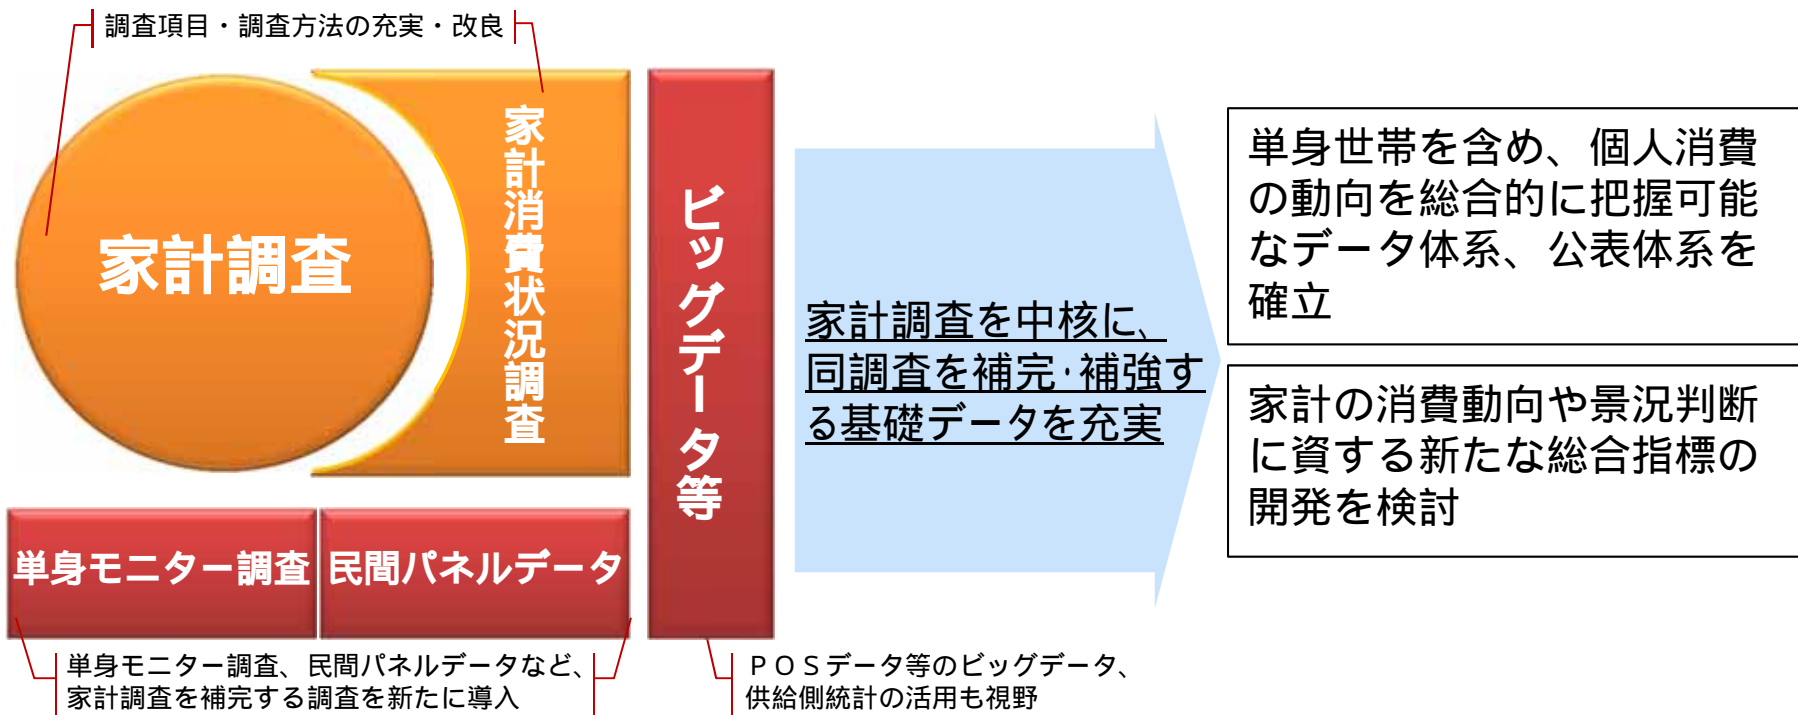 調査項目・調査方法の充実・改良
家計調査
家計消費状況調査
ビッグデータ等
単身モニター調査
民間パネルデータ
単身モニター調査、民間パネルデータなど、
家計調査を補完する調査を新たに導入
ＰＯＳデータ等のビッグデータ、
供給側統計の活用も視野
家計調査を中核に、
同調査を補完・補強す
る基礎データを充実
単身世帯を含め、個人消費
の動向を総合的に把握可能
なデータ体系、公表体系を
確立
家計の消費動向や景況判断
に資する新たな総合指標の
開発を検討